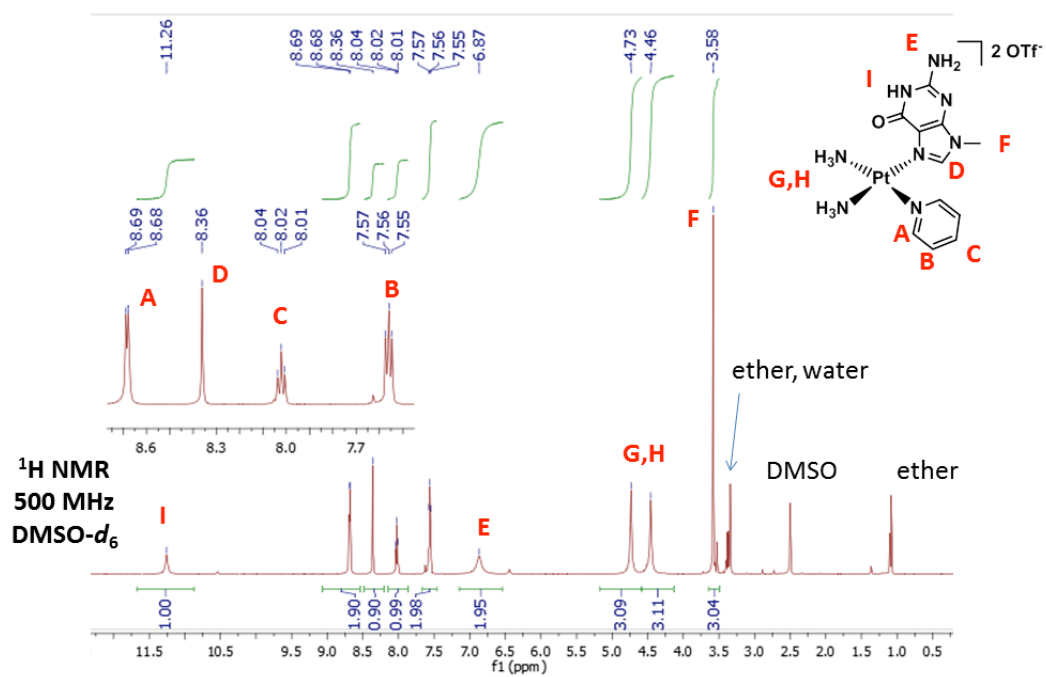 11.26
8.69
8.68
8.36
8.04
8.02
8.01
7.57
7.56
7.55
6.87
4.73
4.46
3.58
E
NH₂
2 OTf⁻
I
HN
N
O
N
F
N
D
H₃N
G,H
Pt
H₃N
N
A
B
C
8.69
8.68
8.36
8.04
8.02
8.01
7.57
7.56
7.55
A
D
C
B
F
8.6
8.3
8.0
7.7
ether, water
G,H
DMSO
ether
¹H NMR
500 MHz
DMSO-d₆
I
E
1.00
1.90
0.90
0.99
1.98
1.95
3.09
3.11
3.04
11.5 10.5 9.5 9.0 8.5 8.0 7.5 7.0 6.5 6.0 5.5 5.0 4.5 4.0 3.5 3.0 2.5 2.0 1.5 1.0 0.5
f1 (ppm)